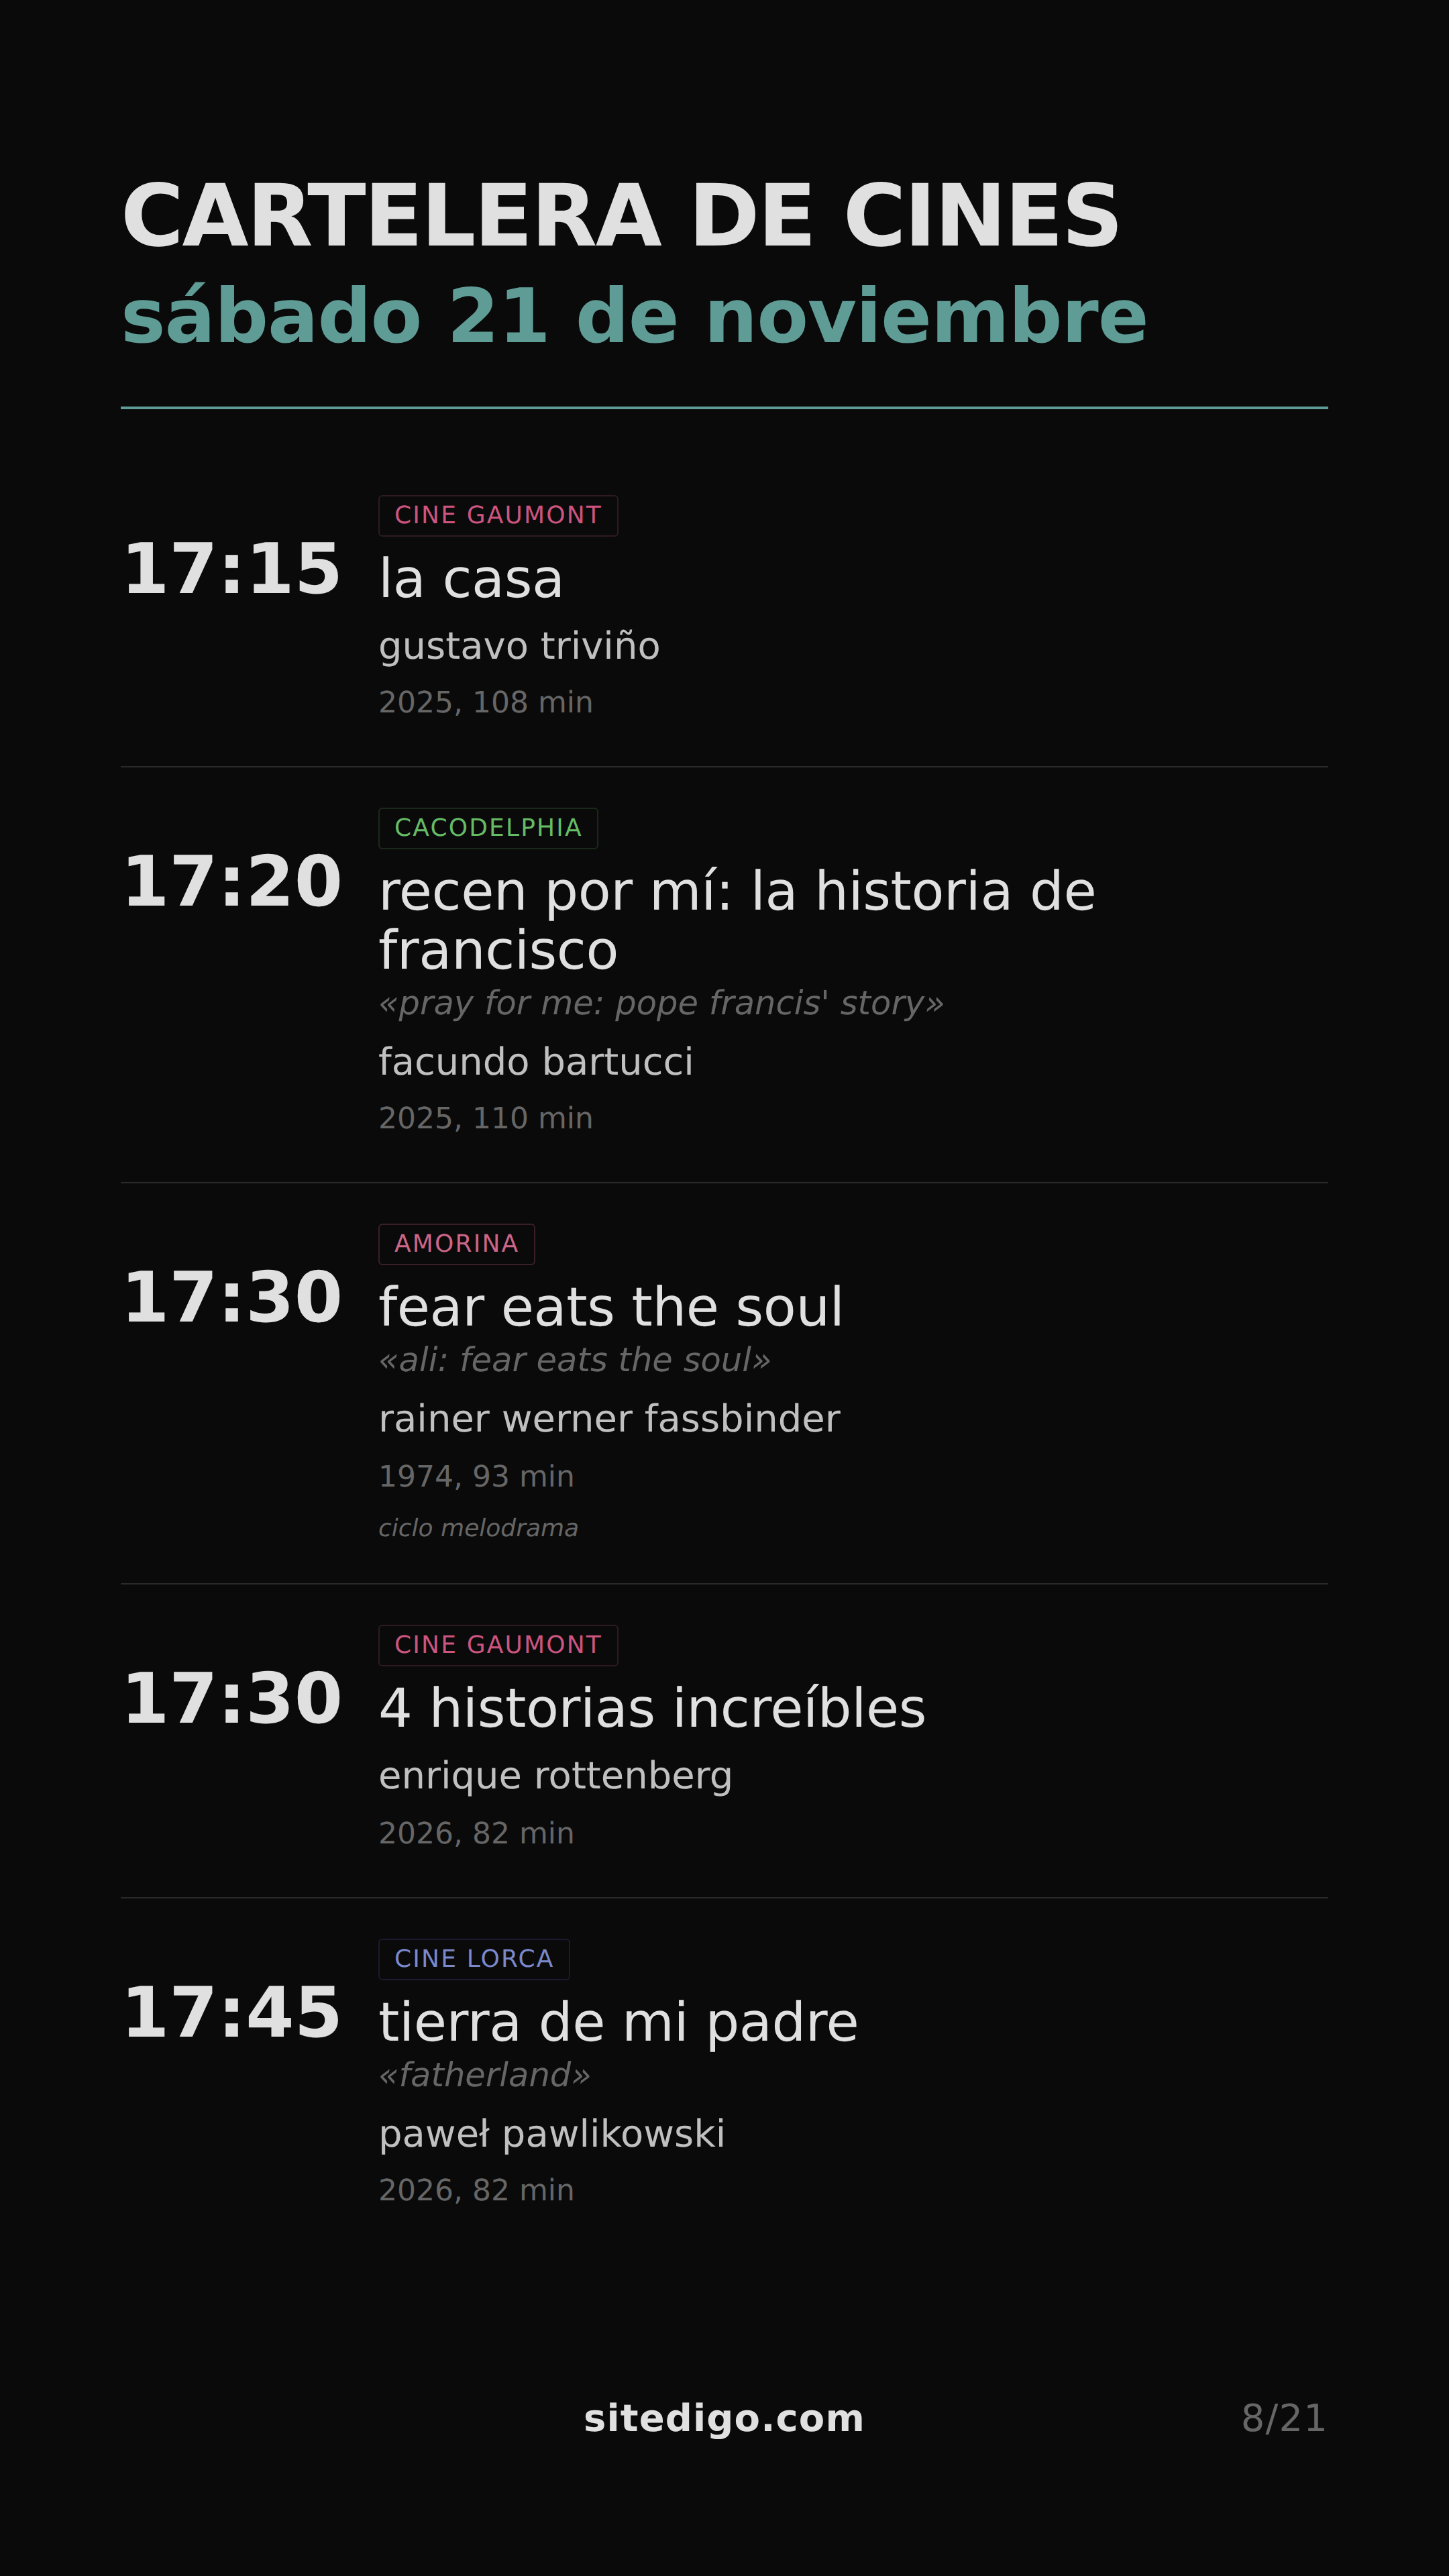 CARTELERA DE CINES
sábado 21 de noviembre
CINE GAUMONT
17:15
la casa
gustavo triviño
2025, 108 min
CACODELPHIA
17:20
recen por mí: la historia de
francisco
«pray for me: pope francis' story»
facundo bartucci
2025, 110 min
AMORINA
17:30
fear eats the soul
«ali: fear eats the soul»
rainer werner fassbinder
1974, 93 min
ciclo melodrama
CINE GAUMONT
17:30
4 historias increíbles
enrique rottenberg
2026, 82 min
CINE LORCA
17:45
tierra de mi padre
«fatherland»
paweł pawlikowski
2026, 82 min
sitedigo.com
8/21